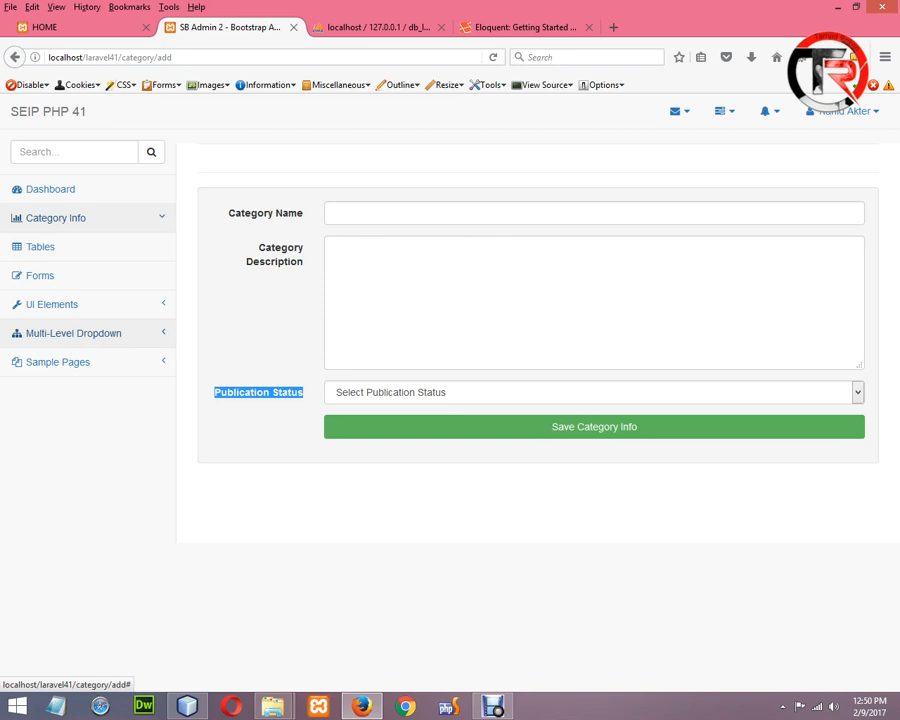 File Edit View History Bookmarks Tools Help
HOME
SB Admin 2 - Bootstrap A...
localhost / 127.0.0.1 / db_l...
Eloquent: Getting Started ...
localhost/laravel41/category/add
Search
Disable Cookies CSS Forms Images Information Miscellaneous Outline Resize Tools View Source Options
SEIP PHP 41
Nahid Akter
Search...
Dashboard
Category Info
Tables
Forms
UI Elements
Multi-Level Dropdown
Sample Pages
Category Name
Category
Description
Publication Status
Select Publication Status
Save Category Info
localhost/laravel41/category/add#
Dw
php
12:50 PM
2/9/2017